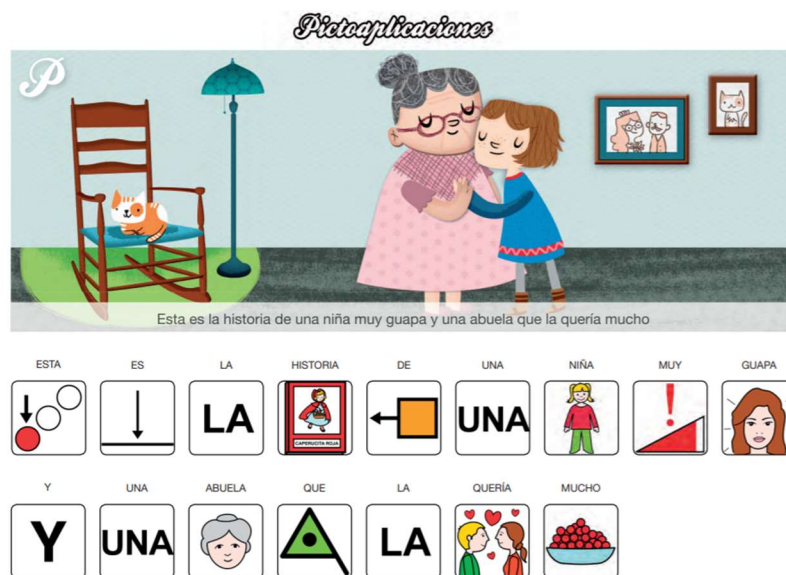 Pictoaplicaciones
P
Esta es la historia de una niña muy guapa y una abuela que la quería mucho
ESTA ES LA HISTORIA DE UNA NIÑA MUY GUAPA
LA CAPERUCITA ROJA UNA
Y UNA ABUELA QUE LA QUERÍA MUCHO
Y UNA LA